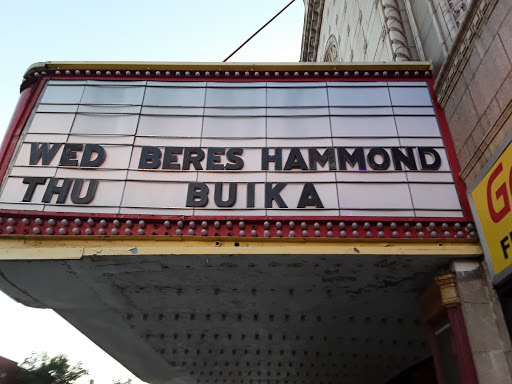 WED BERES HAMMOND
THU BUIKA